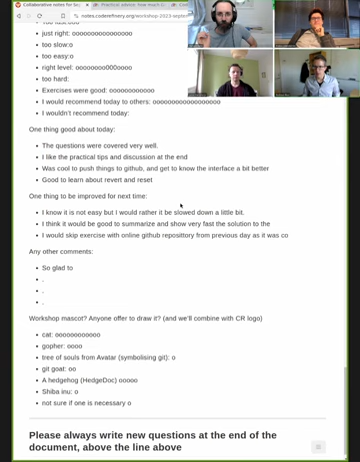 Collaborative notes for Se
Practical advice: how much G
notes.coderefinery.org/workshop-2023-septem
just right: oooooooooooooooo
too slow:o
too easy:o
right level: oooooooo000oooo
too hard:
Exercises were good: oooooooooooo
I would recommend today to others: oooooooooooooooooo
I wouldn't recommend today:
One thing good about today:
The questions were covered very well.
I like the practical tips and discussion at the end
Was cool to push things to github, and get to know the interface a bit better
Good to learn about revert and reset
One thing to be improved for next time:
I know it is not easy but I would rather it be slowed down a little bit.
I think it would be good to summarize and show very fast the solution to the
I would skip exercise with online github reposittory from previous day as it was co
Any other comments:
So glad to
.
.
.
Workshop mascot? Anyone offer to draw it? (and we'll combine with CR logo)
cat: oooooooooooo
gopher: oooo
tree of souls from Avatar (symbolising git): o
git goat: oo
A hedgehog (HedgeDoc) ooooo
Shiba inu: o
not sure if one is necessary o
Please always write new questions at the end of the
document, above the line above